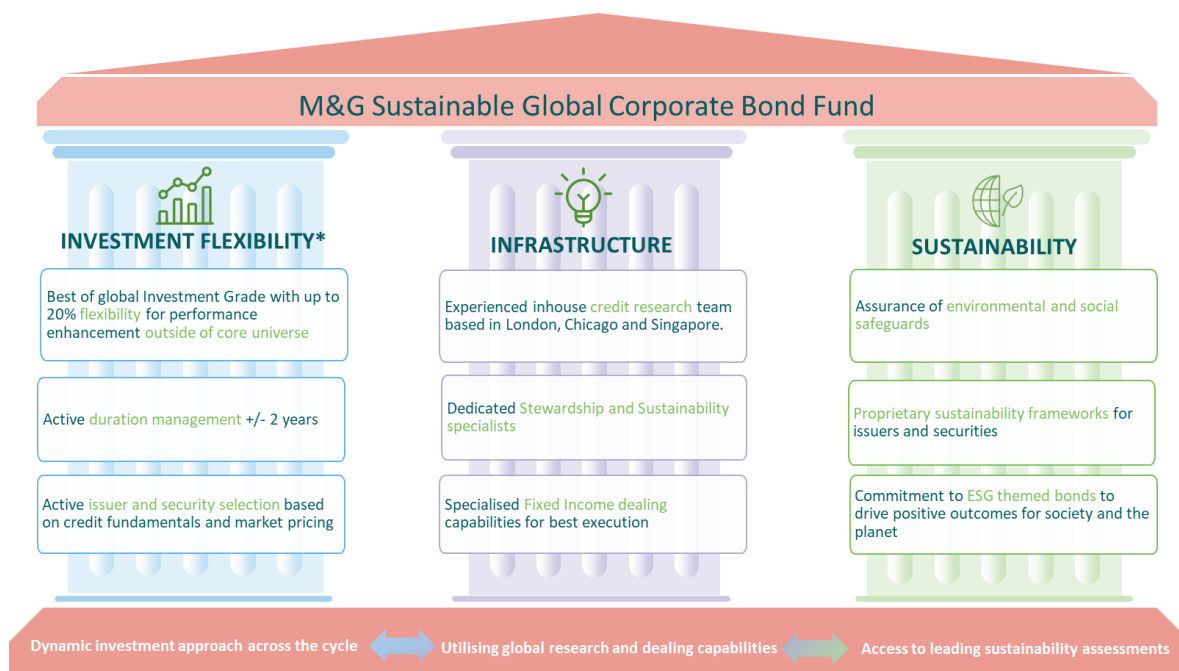 M&G Sustainable Global Corporate Bond Fund
INVESTMENT FLEXIBILITY*
Best of global Investment Grade with up to
20% flexibility for performance
enhancement outside of core universe
Active duration management +/- 2 years
Active issuer and security selection based
on credit fundamentals and market pricing
INFRASTRUCTURE
Experienced inhouse credit research team
based in London, Chicago and Singapore.
Dedicated Stewardship and Sustainability
specialists
Specialised Fixed Income dealing
capabilities for best execution
SUSTAINABILITY
Assurance of environmental and social
safeguards
Proprietary sustainability frameworks for
issuers and securities
Commitment to ESG themed bonds to
drive positive outcomes for society and the
planet
Dynamic investment approach across the cycle
Utilising global research and dealing capabilities
Access to leading sustainability assessments